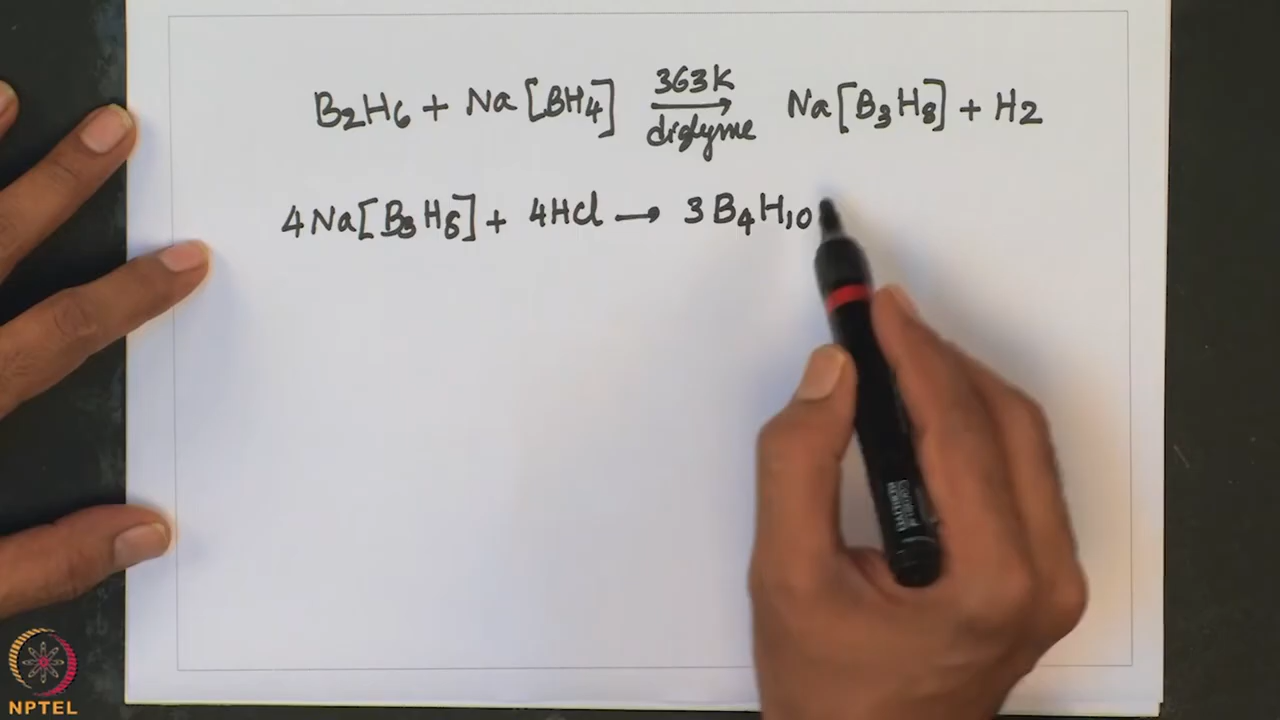 B2H6 + Na[BH4] 363K → diglyme Na[B3H8] + H2
4Na[B3H8] + 4HCl → 3B4H10
NPTEL